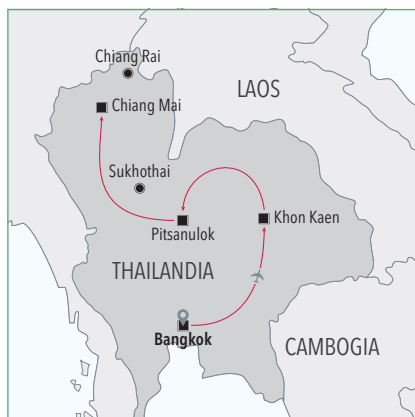 Chiang Rai
LAOS
Chiang Mai
Sukhothai
Khon Kaen
Pitsanulok
THAILANDIA
Bangkok
CAMBOGIA